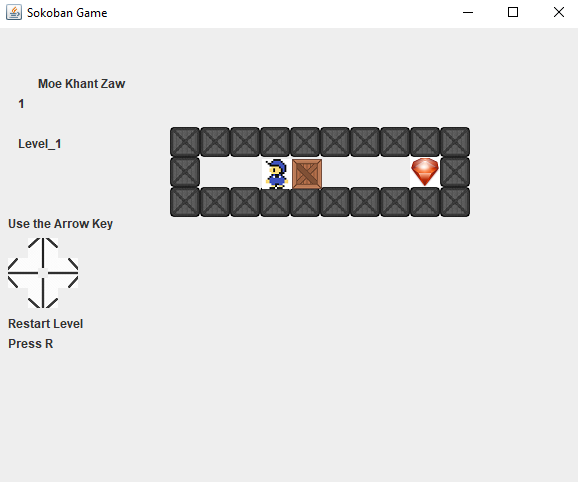 Sokoban Game
Moe Khant Zaw
1
Level_1
Use the Arrow Key
Restart Level
Press R